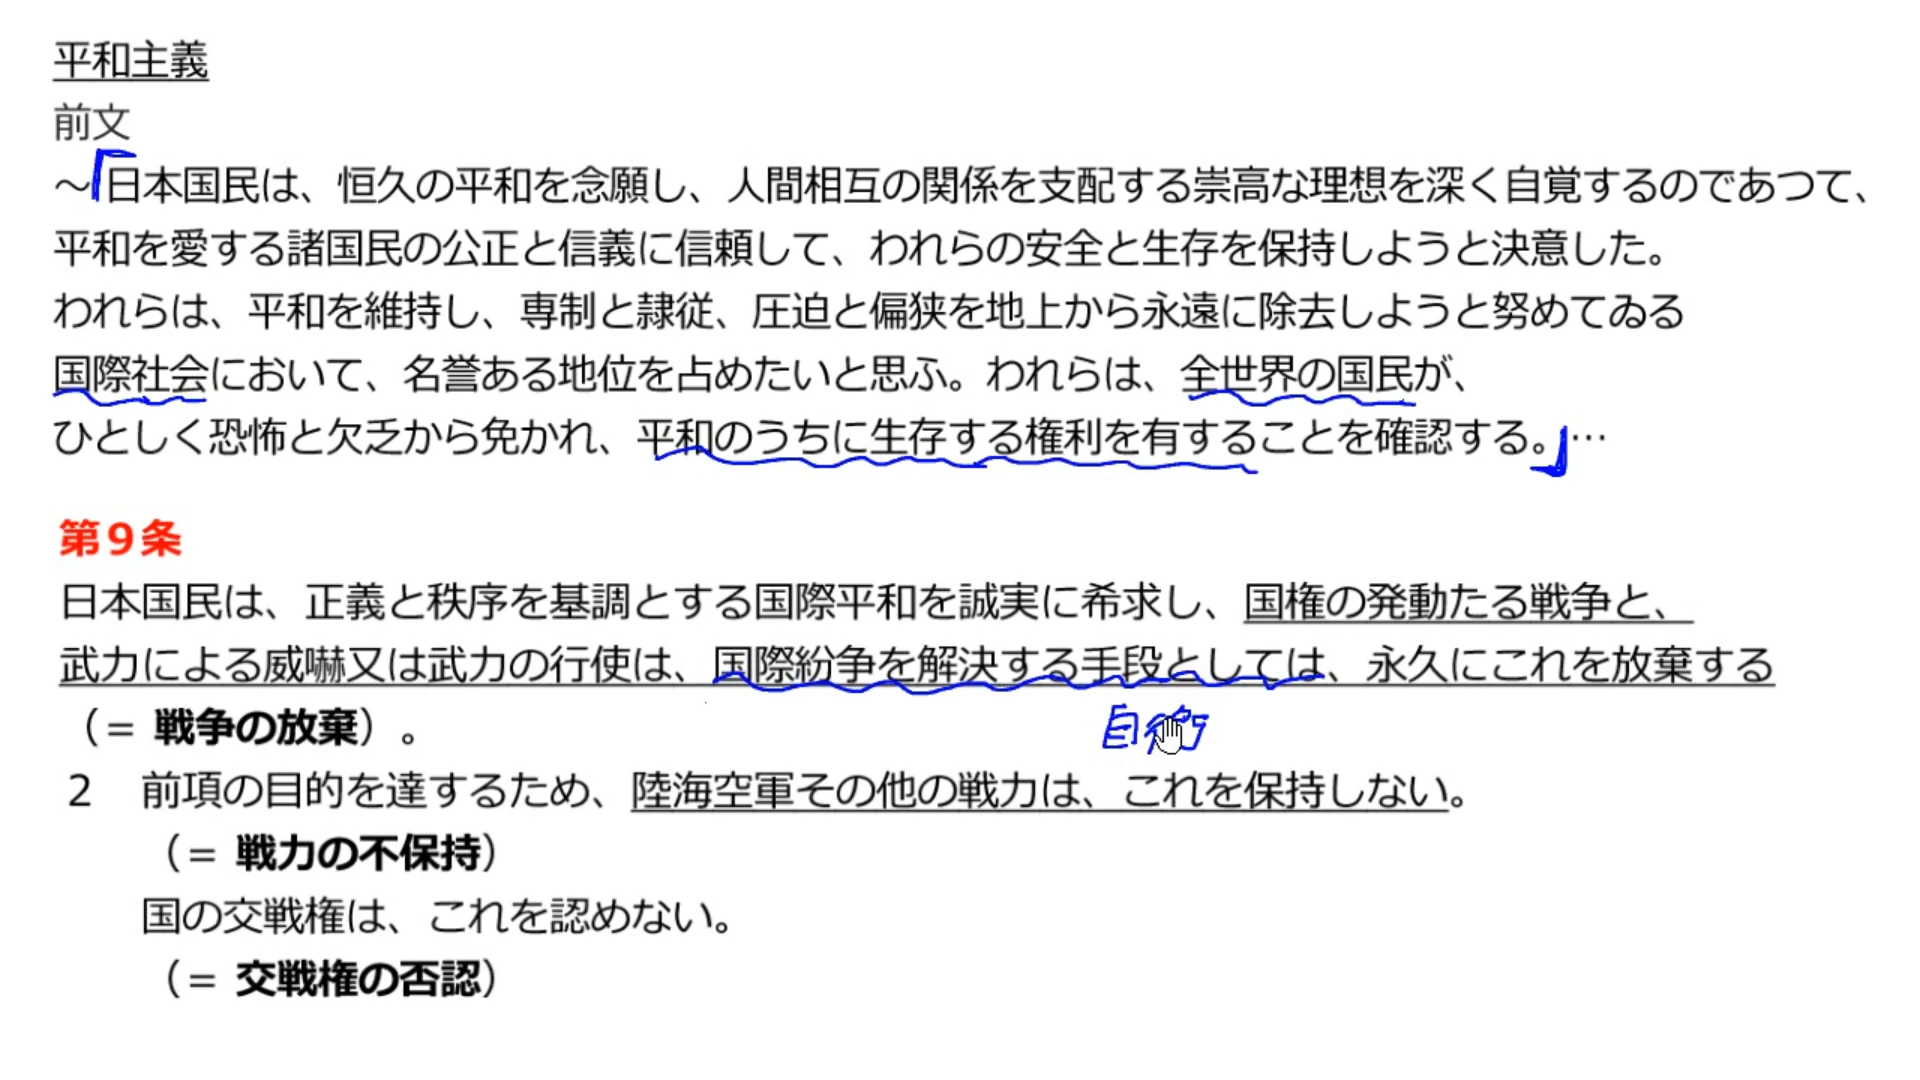 平和主義
前文
～「日本国民は、恒久の平和を念願し、人間相互の関係を支配する崇高な理想を深く自覚するのであつて、
平和を愛する諸国民の公正と信義に信頼して、われらの安全と生存を保持しようと決意した。
われらは、平和を維持し、専制と隷従、圧迫と偏狭を地上から永遠に除去しようと努めてゐる
国際社会において、名誉ある地位を占めたいと思ふ。われらは、全世界の国民が、
ひとしく恐怖と欠乏から免かれ、平和のうちに生存する権利を有することを確認する。」…
第９条
日本国民は、正義と秩序を基調とする国際平和を誠実に希求し、国権の発動たる戦争と、
武力による威嚇又は武力の行使は、国際紛争を解決する手段としては、永久にこれを放棄する
（= 戦争の放棄）。
自
2　前項の目的を達するため、陸海空軍その他の戦力は、これを保持しない。
（= 戦力の不保持）
国の交戦権は、これを認めない。
（= 交戦権の否認）